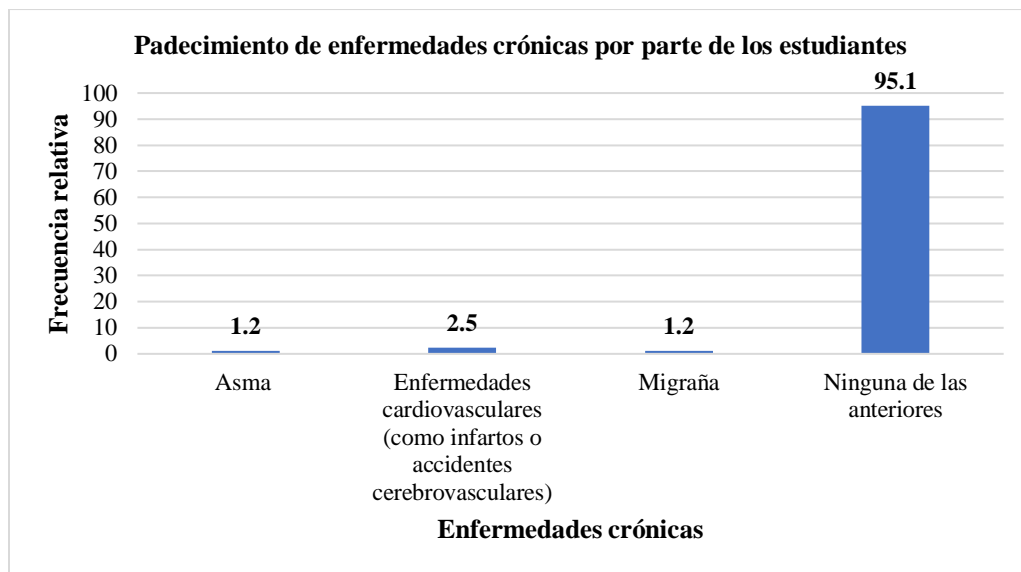 Padecimiento de enfermedades crónicas por parte de los estudiantes
Frecuencia relativa
100
90
80
70
60
50
40
30
20
10
0
1.2
2.5
1.2
95.1
Asma
Enfermedades
cardiovasculares
(como infartos o
accidentes
cerebrovasculares)
Migraña
Ninguna de las
anteriores
Enfermedades crónicas